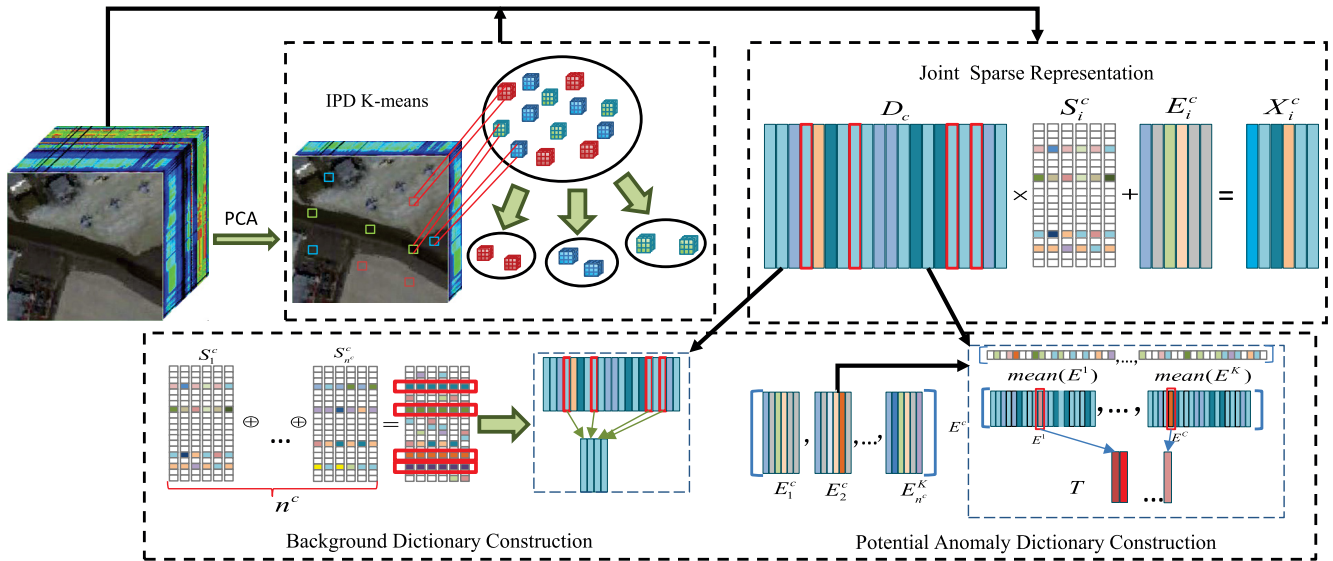 IPD K-means
PCA
Joint Sparse Representation
D_c
S_i^c
E_i^c
X_i^c
×
+
=
S_1^c
S_{n^c}^c
⊕ ... ⊕
=
n^c
Background Dictionary Construction
, ,...,
E_1^c
E_2^c
E_{n^c}^K
E^c
,...,
mean(E^1)
mean(E^K)
,...,
E^1
E^C
T
...
Potential Anomaly Dictionary Construction